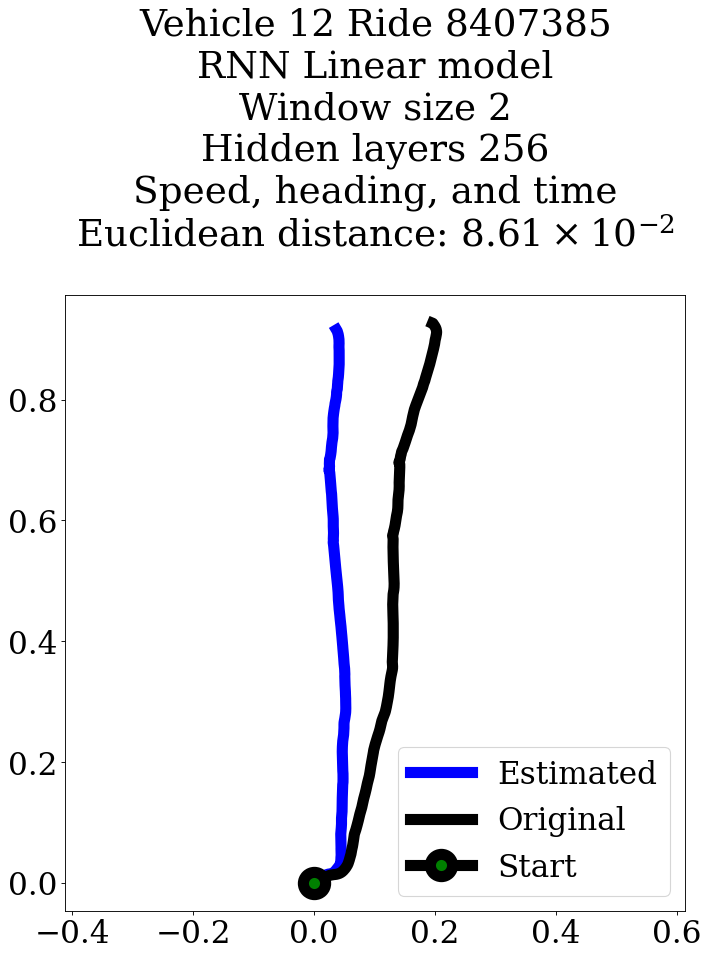 Vehicle 12 Ride 8407385
RNN Linear model
Window size 2
Hidden layers 256
Speed, heading, and time
Euclidean distance: 8.61 × 10⁻²
0.8
0.6
0.4
0.2
0.0
Estimated
Original
Start
−0.4 −0.2 0.0 0.2 0.4 0.6